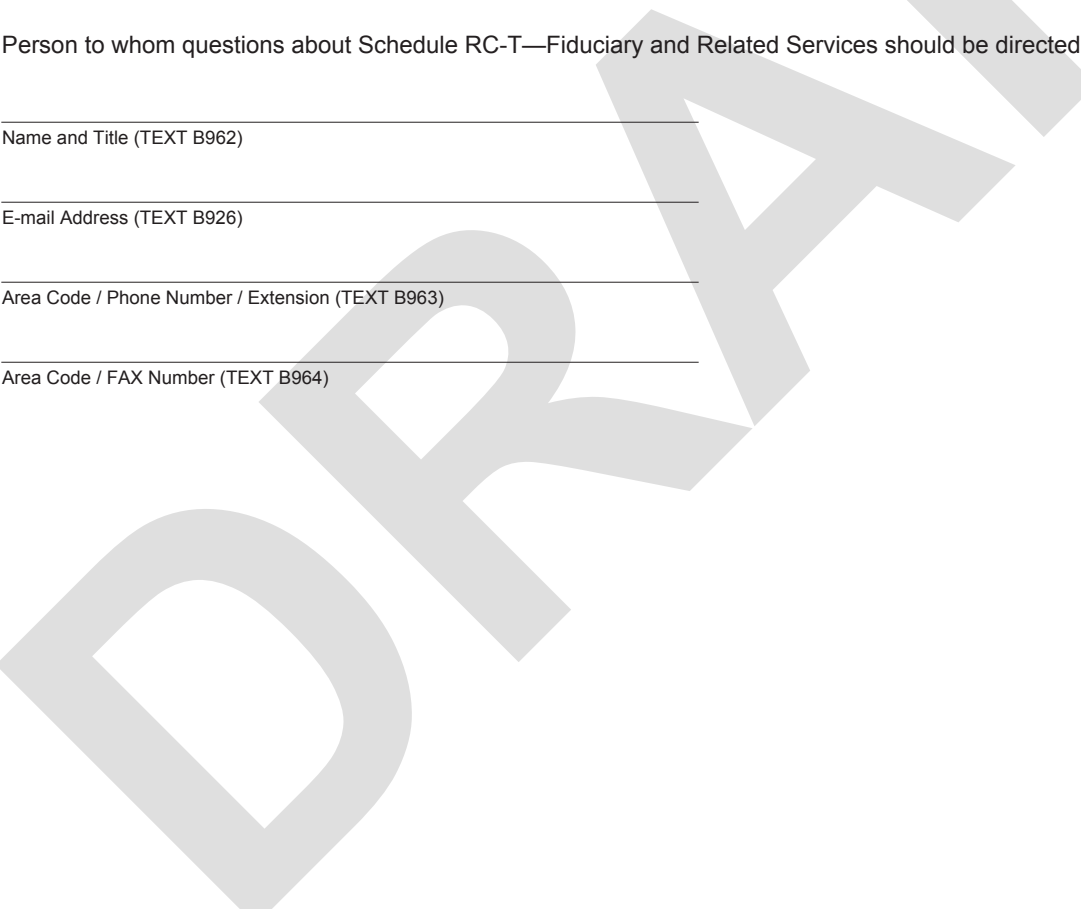 Person to whom questions about Schedule RC-T—Fiduciary and Related Services should be directed
Name and Title (TEXT B962)
E-mail Address (TEXT B926)
Area Code / Phone Number / Extension (TEXT B963)
Area Code / FAX Number (TEXT B964)
DRA